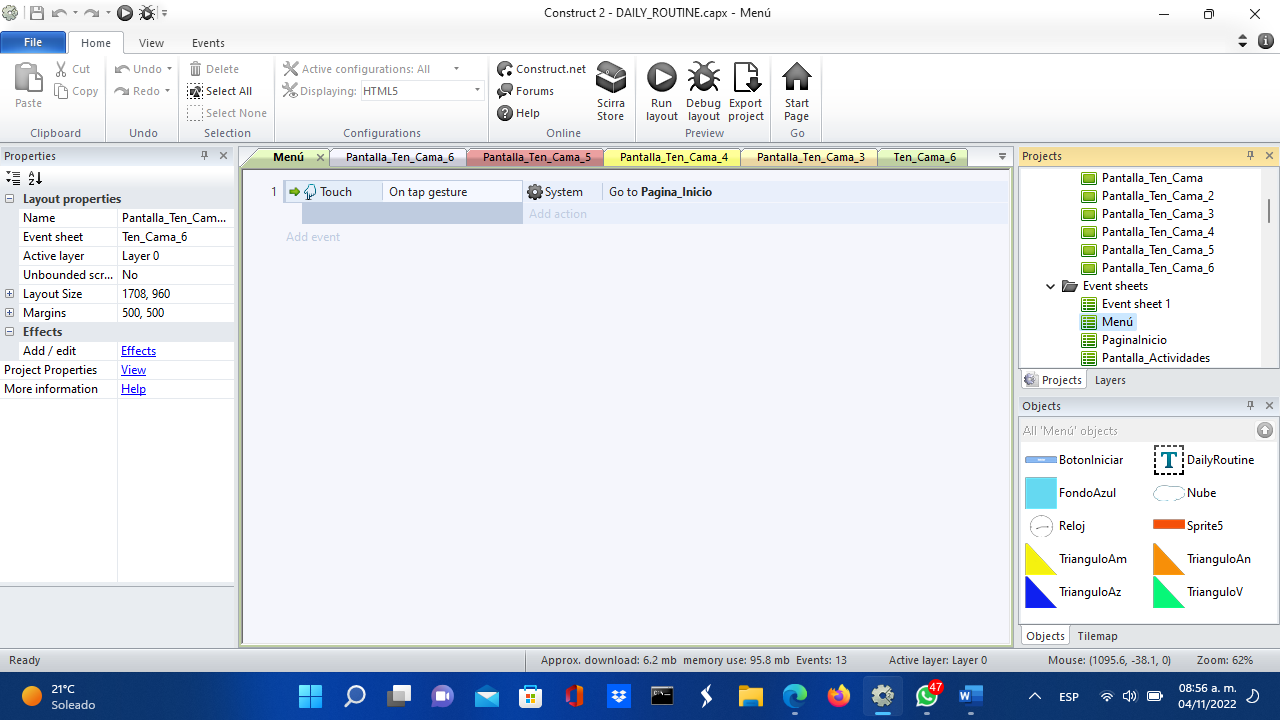 Construct 2 - DAILY_ROUTINE.capx - Menú
File Home View Events
Paste
Cut
Copy
Clipboard
Undo
Redo
Undo
Delete
Select All
Select None
Selection
Active configurations: All
Displaying: HTML5
Configurations
Construct.net
Forums
Help
Scirra
Store
Online
Run
layout
Debug
layout
Export
project
Preview
Start
Page
Go
Properties
Layout properties
Name Pantalla_Ten_Cam...
Event sheet Ten_Cama_6
Active layer Layer 0
Unbounded scr... No
Layout Size 1708, 960
Margins 500, 500
Effects
Add / edit Effects
Project Properties View
More information Help
Menú Pantalla_Ten_Cama_6 Pantalla_Ten_Cama_5 Pantalla_Ten_Cama_4 Pantalla_Ten_Cama_3 Ten_Cama_6
1 Touch On tap gesture System Go to Pagina_Inicio
Add action
Add event
Projects
Pantalla_Ten_Cama
Pantalla_Ten_Cama_2
Pantalla_Ten_Cama_3
Pantalla_Ten_Cama_4
Pantalla_Ten_Cama_5
Pantalla_Ten_Cama_6
Event sheets
Event sheet 1
Menú
PaginaInicio
Pantalla_Actividades
Projects Layers
Objects
All 'Menú' objects
BotonIniciar DailyRoutine
FondoAzul Nube
Reloj Sprite5
TrianguloAm TrianguloAn
TrianguloAz TrianguloV
Objects Tilemap
Ready Approx. download: 6.2 mb memory use: 95.8 mb Events: 13 Active layer: Layer 0 Mouse: (1095.6, -38.1, 0) Zoom: 62%
21°C
Soleado
47
ESP
08:56 a. m.
04/11/2022